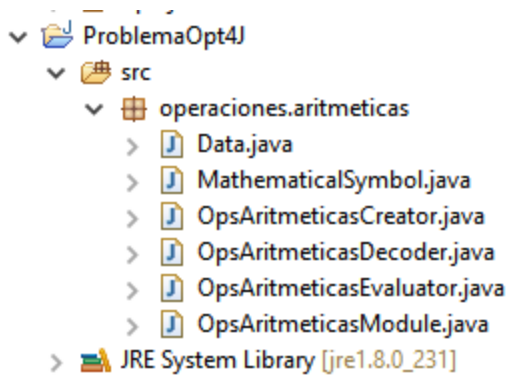 ProblemaOpt4J
src
operaciones.aritmeticas
Data.java
MathematicalSymbol.java
OpsAritmeticasCreator.java
OpsAritmeticasDecoder.java
OpsAritmeticasEvaluator.java
OpsAritmeticasModule.java
JRE System Library [jre1.8.0_231]